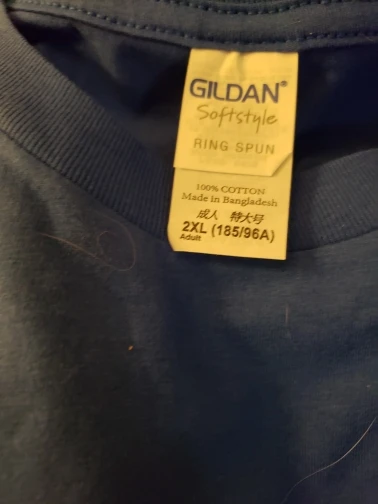 GILDAN®
Softstyle
RING SPUN
100% COTTON
Made in Bangladesh
成人 特大号
2XL (185/96A)
Adult